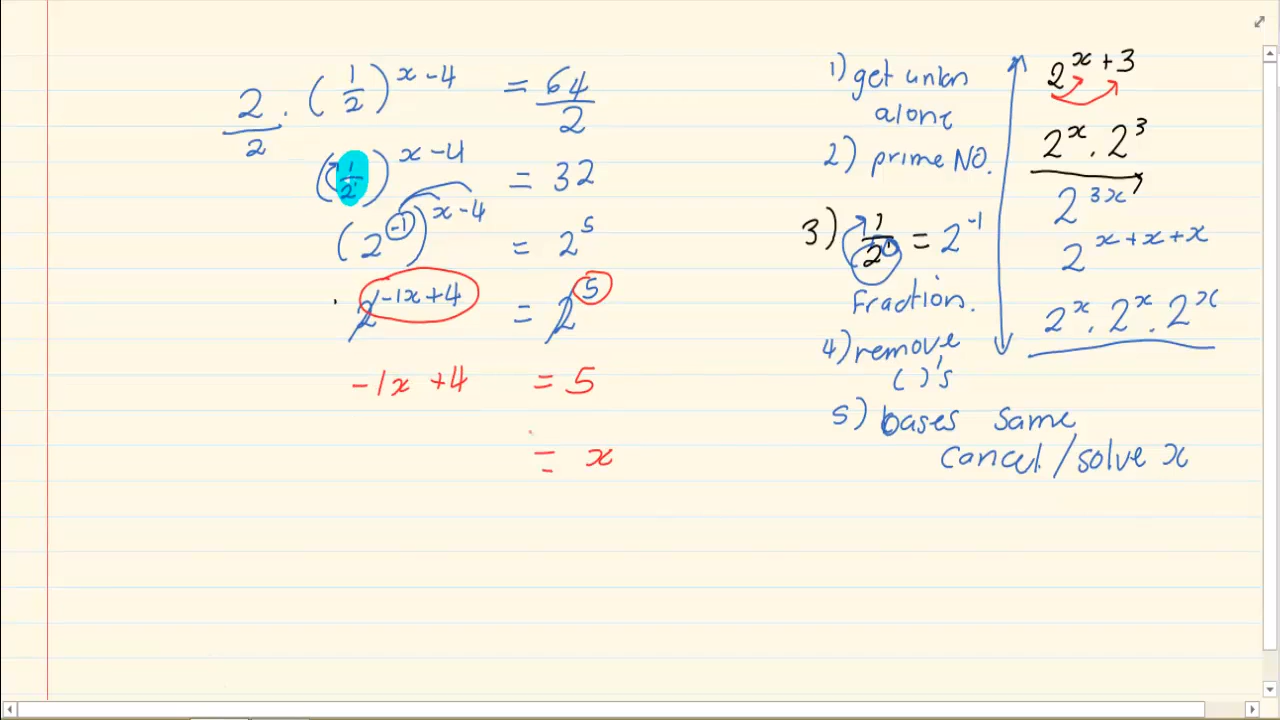 2/2 . (1/2)^(x-4) = 64/2
(1/2¹)^(x-4) = 32
(2^(-1))^(x-4) = 2^5
2^(-1x+4) = 2^5
-1x +4 = 5
= x
1) get unkn
alone
2) prime NO.
3) 1/2¹ = 2^-1
Fraction.
4) remove
( )'s
5) bases same
cancel/solve x
2^(x+3)
2^x . 2^3
2^(3x)
2^(x+x+x)
2^x . 2^x . 2^x